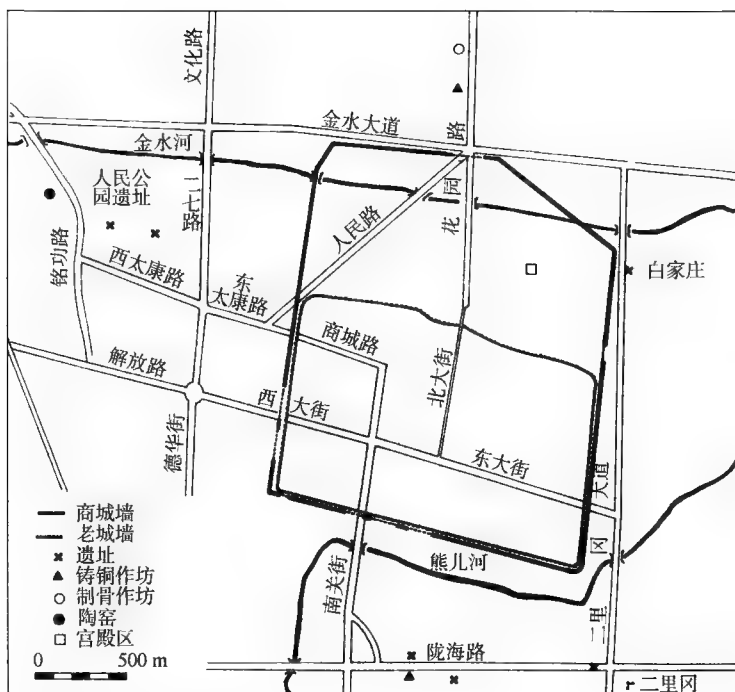 文化路
金水大道
金水河
花园路
人民公
园遗址
二七路
人民路
铭功路
西太康路
东
太康路
白家庄
商城路
解放路
北大街
西大街
东大街
德华街
二里冈大道
熊儿河
南关街
陇海路
二里冈
商城墙
老城墙
遗址
铸铜作坊
制骨作坊
陶窑
宫殿区
0 500 m